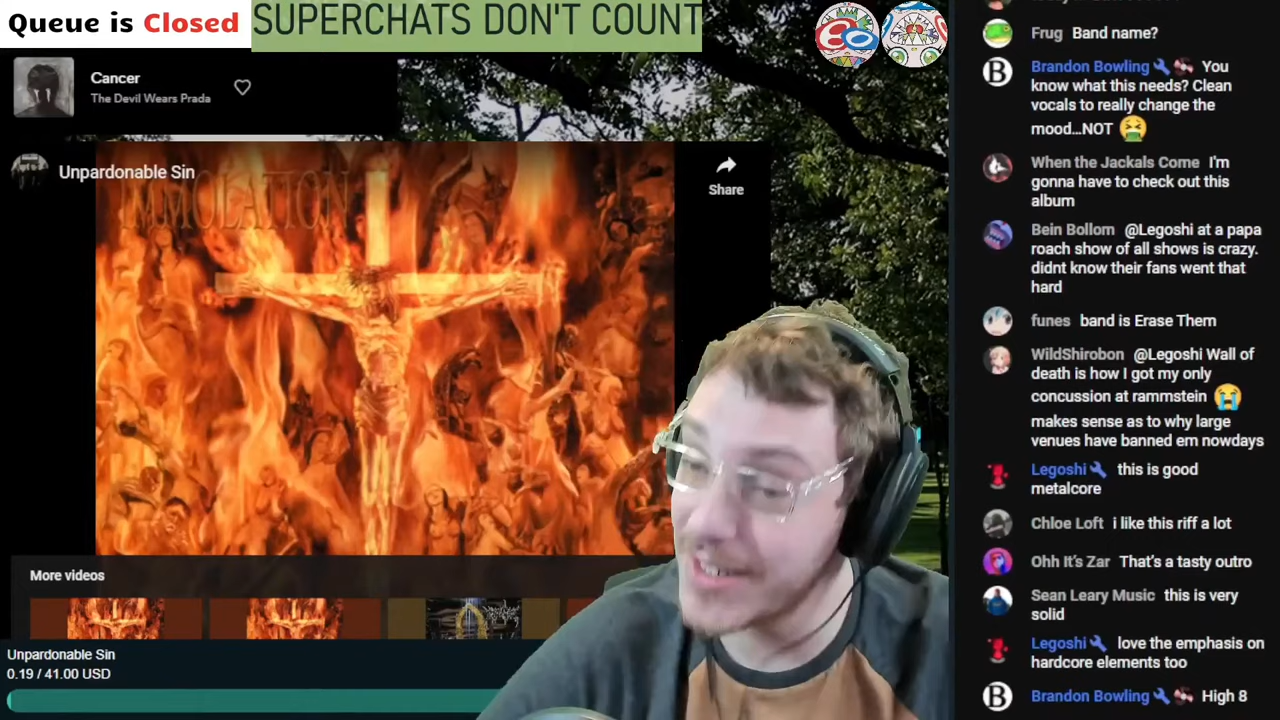 Queue is Closed
SUPERCHATS DON'T COUNT
Cancer
The Devil Wears Prada
Unpardonable Sin
IMMOLATION
Share
More videos
Unpardonable Sin
0.19 / 41.00 USD
Frug Band name?
Brandon Bowling You
know what this needs? Clean
vocals to really change the
mood...NOT
When the Jackals Come I'm
gonna have to check out this
album
Bein Bollom @Legoshi at a papa
roach show of all shows is crazy.
didnt know their fans went that
hard
funes band is Erase Them
WildShirobon @Legoshi Wall of
death is how I got my only
concussion at rammstein
makes sense as to why large
venues have banned em nowdays
Legoshi this is good
metalcore
Chloe Loft i like this riff a lot
Ohh It's Zar That's a tasty outro
Sean Leary Music this is very
solid
Legoshi love the emphasis on
hardcore elements too
Brandon Bowling High 8